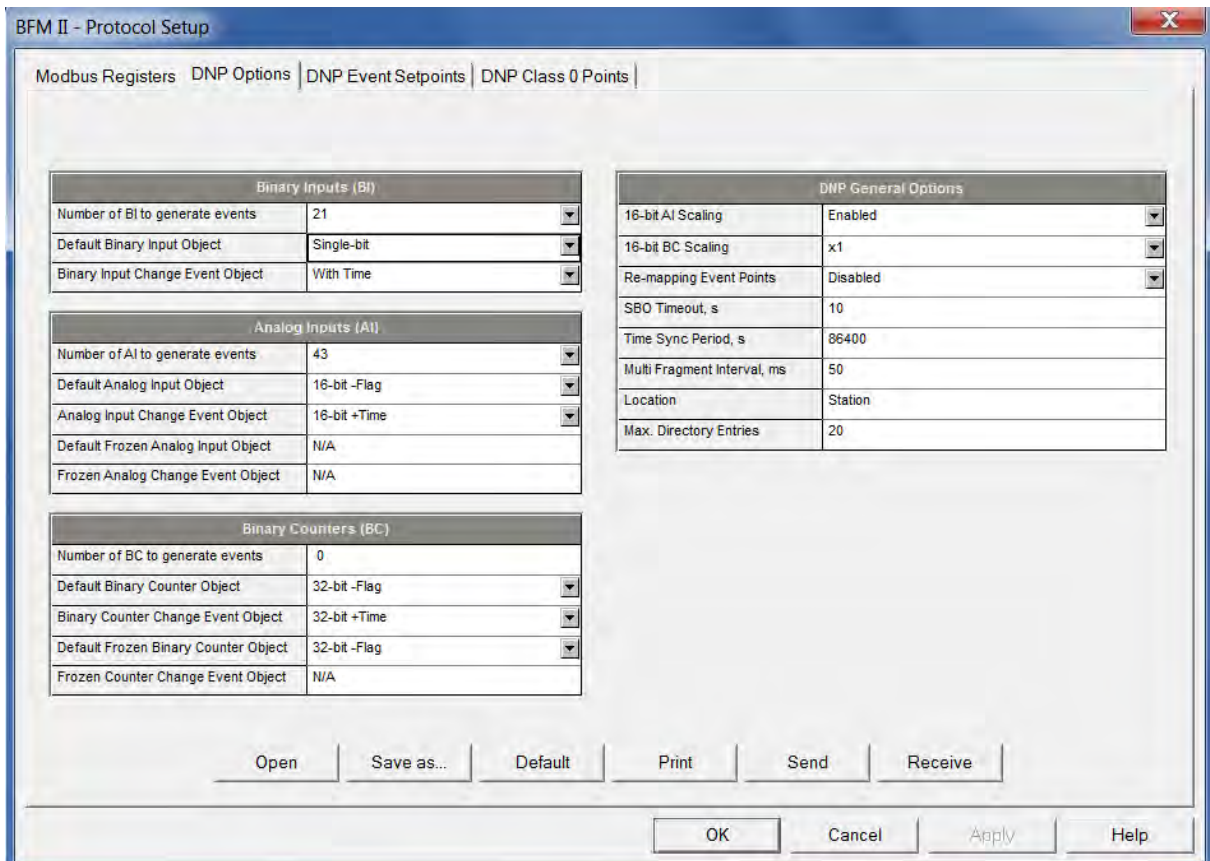 BFM II - Protocol Setup
X
Modbus Registers DNP Options DNP Event Setpoints DNP Class 0 Points
Binary Inputs (BI)
Number of BI to generate events 21
Default Binary Input Object Single-bit
Binary Input Change Event Object With Time
Analog Inputs (AI)
Number of AI to generate events 43
Default Analog Input Object 16-bit -Flag
Analog Input Change Event Object 16-bit +Time
Default Frozen Analog Input Object N/A
Frozen Analog Change Event Object N/A
Binary Counters (BC)
Number of BC to generate events 0
Default Binary Counter Object 32-bit -Flag
Binary Counter Change Event Object 32-bit +Time
Default Frozen Binary Counter Object 32-bit -Flag
Frozen Counter Change Event Object N/A
DNP General Options
16-bit AI Scaling Enabled
16-bit BC Scaling x1
Re-mapping Event Points Disabled
SBO Timeout, s 10
Time Sync Period, s 86400
Multi Fragment Interval, ms 50
Location Station
Max. Directory Entries 20
Open Save as... Default Print Send Receive
OK Cancel Apply Help